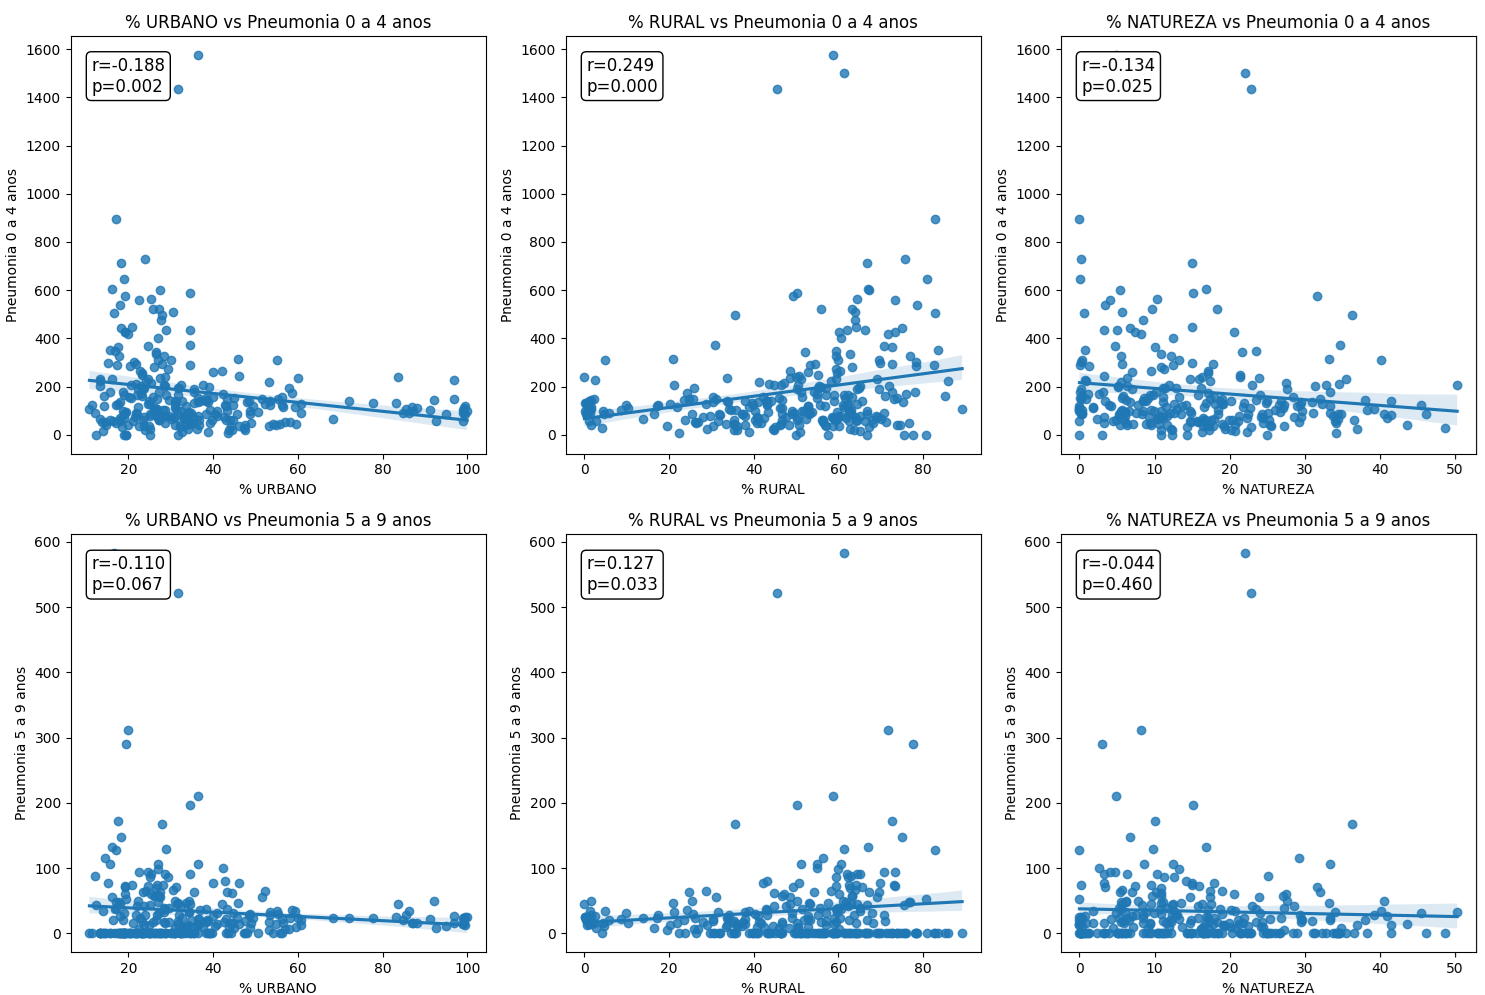 % URBANO vs Pneumonia 0 a 4 anos
r=-0.188
p=0.002
1600
1400
1200
1000
800
600
400
200
0
Pneumonia 0 a 4 anos
20
40
60
80
100
% URBANO
% RURAL vs Pneumonia 0 a 4 anos
r=0.249
p=0.000
1600
1400
1200
1000
800
600
400
200
0
Pneumonia 0 a 4 anos
0
20
40
60
80
% RURAL
% NATUREZA vs Pneumonia 0 a 4 anos
r=-0.134
p=0.025
1600
1400
1200
1000
800
600
400
200
0
Pneumonia 0 a 4 anos
0
10
20
30
40
50
% NATUREZA
% URBANO vs Pneumonia 5 a 9 anos
r=-0.110
p=0.067
600
500
400
300
200
100
0
Pneumonia 5 a 9 anos
20
40
60
80
100
% URBANO
% RURAL vs Pneumonia 5 a 9 anos
r=0.127
p=0.033
600
500
400
300
200
100
0
Pneumonia 5 a 9 anos
0
20
40
60
80
% RURAL
% NATUREZA vs Pneumonia 5 a 9 anos
r=-0.044
p=0.460
600
500
400
300
200
100
0
Pneumonia 5 a 9 anos
0
10
20
30
40
50
% NATUREZA